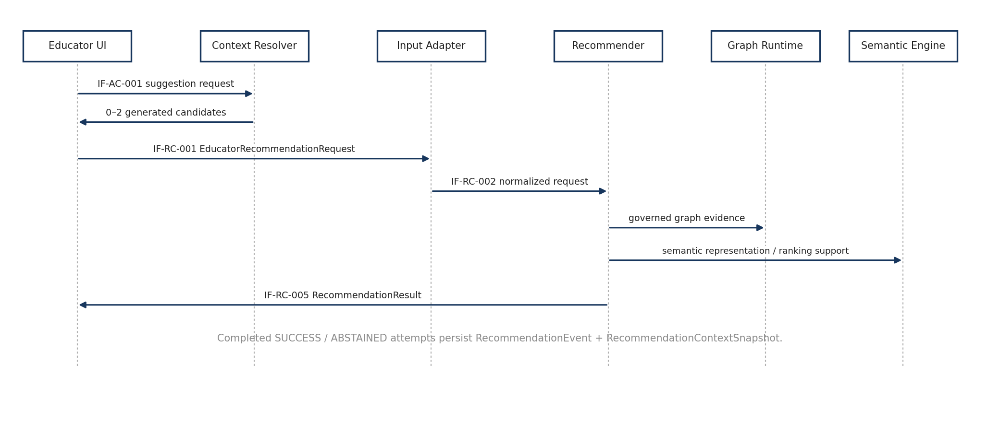 Educator UI
Context Resolver
Input Adapter
Recommender
Graph Runtime
Semantic Engine
IF-AC-001 suggestion request
0–2 generated candidates
IF-RC-001 EducatorRecommendationRequest
IF-RC-002 normalized request
governed graph evidence
semantic representation / ranking support
IF-RC-005 RecommendationResult
Completed SUCCESS / ABSTAINED attempts persist RecommendationEvent + RecommendationContextSnapshot.